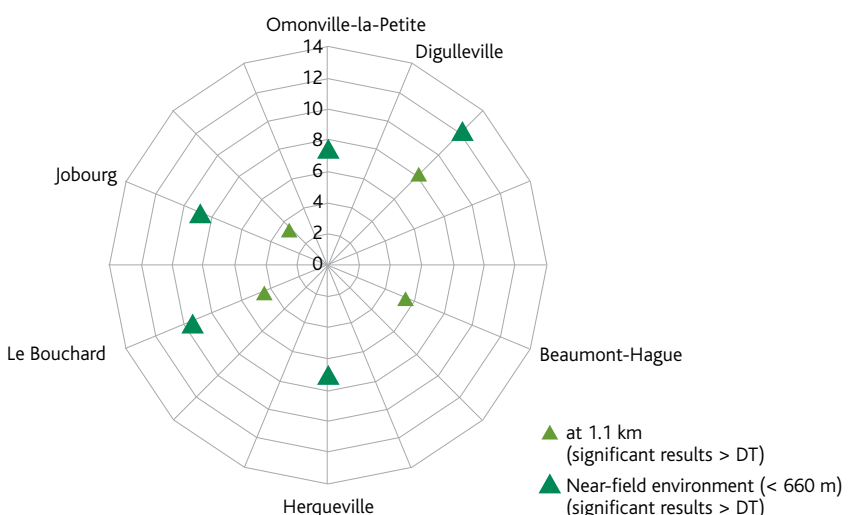 Omonville-la-Petite
14
Digulleville
12
10
8
Jobourg
6
4
2
0
Le Bouchard
Beaumont-Hague
at 1.1 km
(significant results > DT)
Near-field environment (< 660 m)
(significant results > DT)
Herqueville